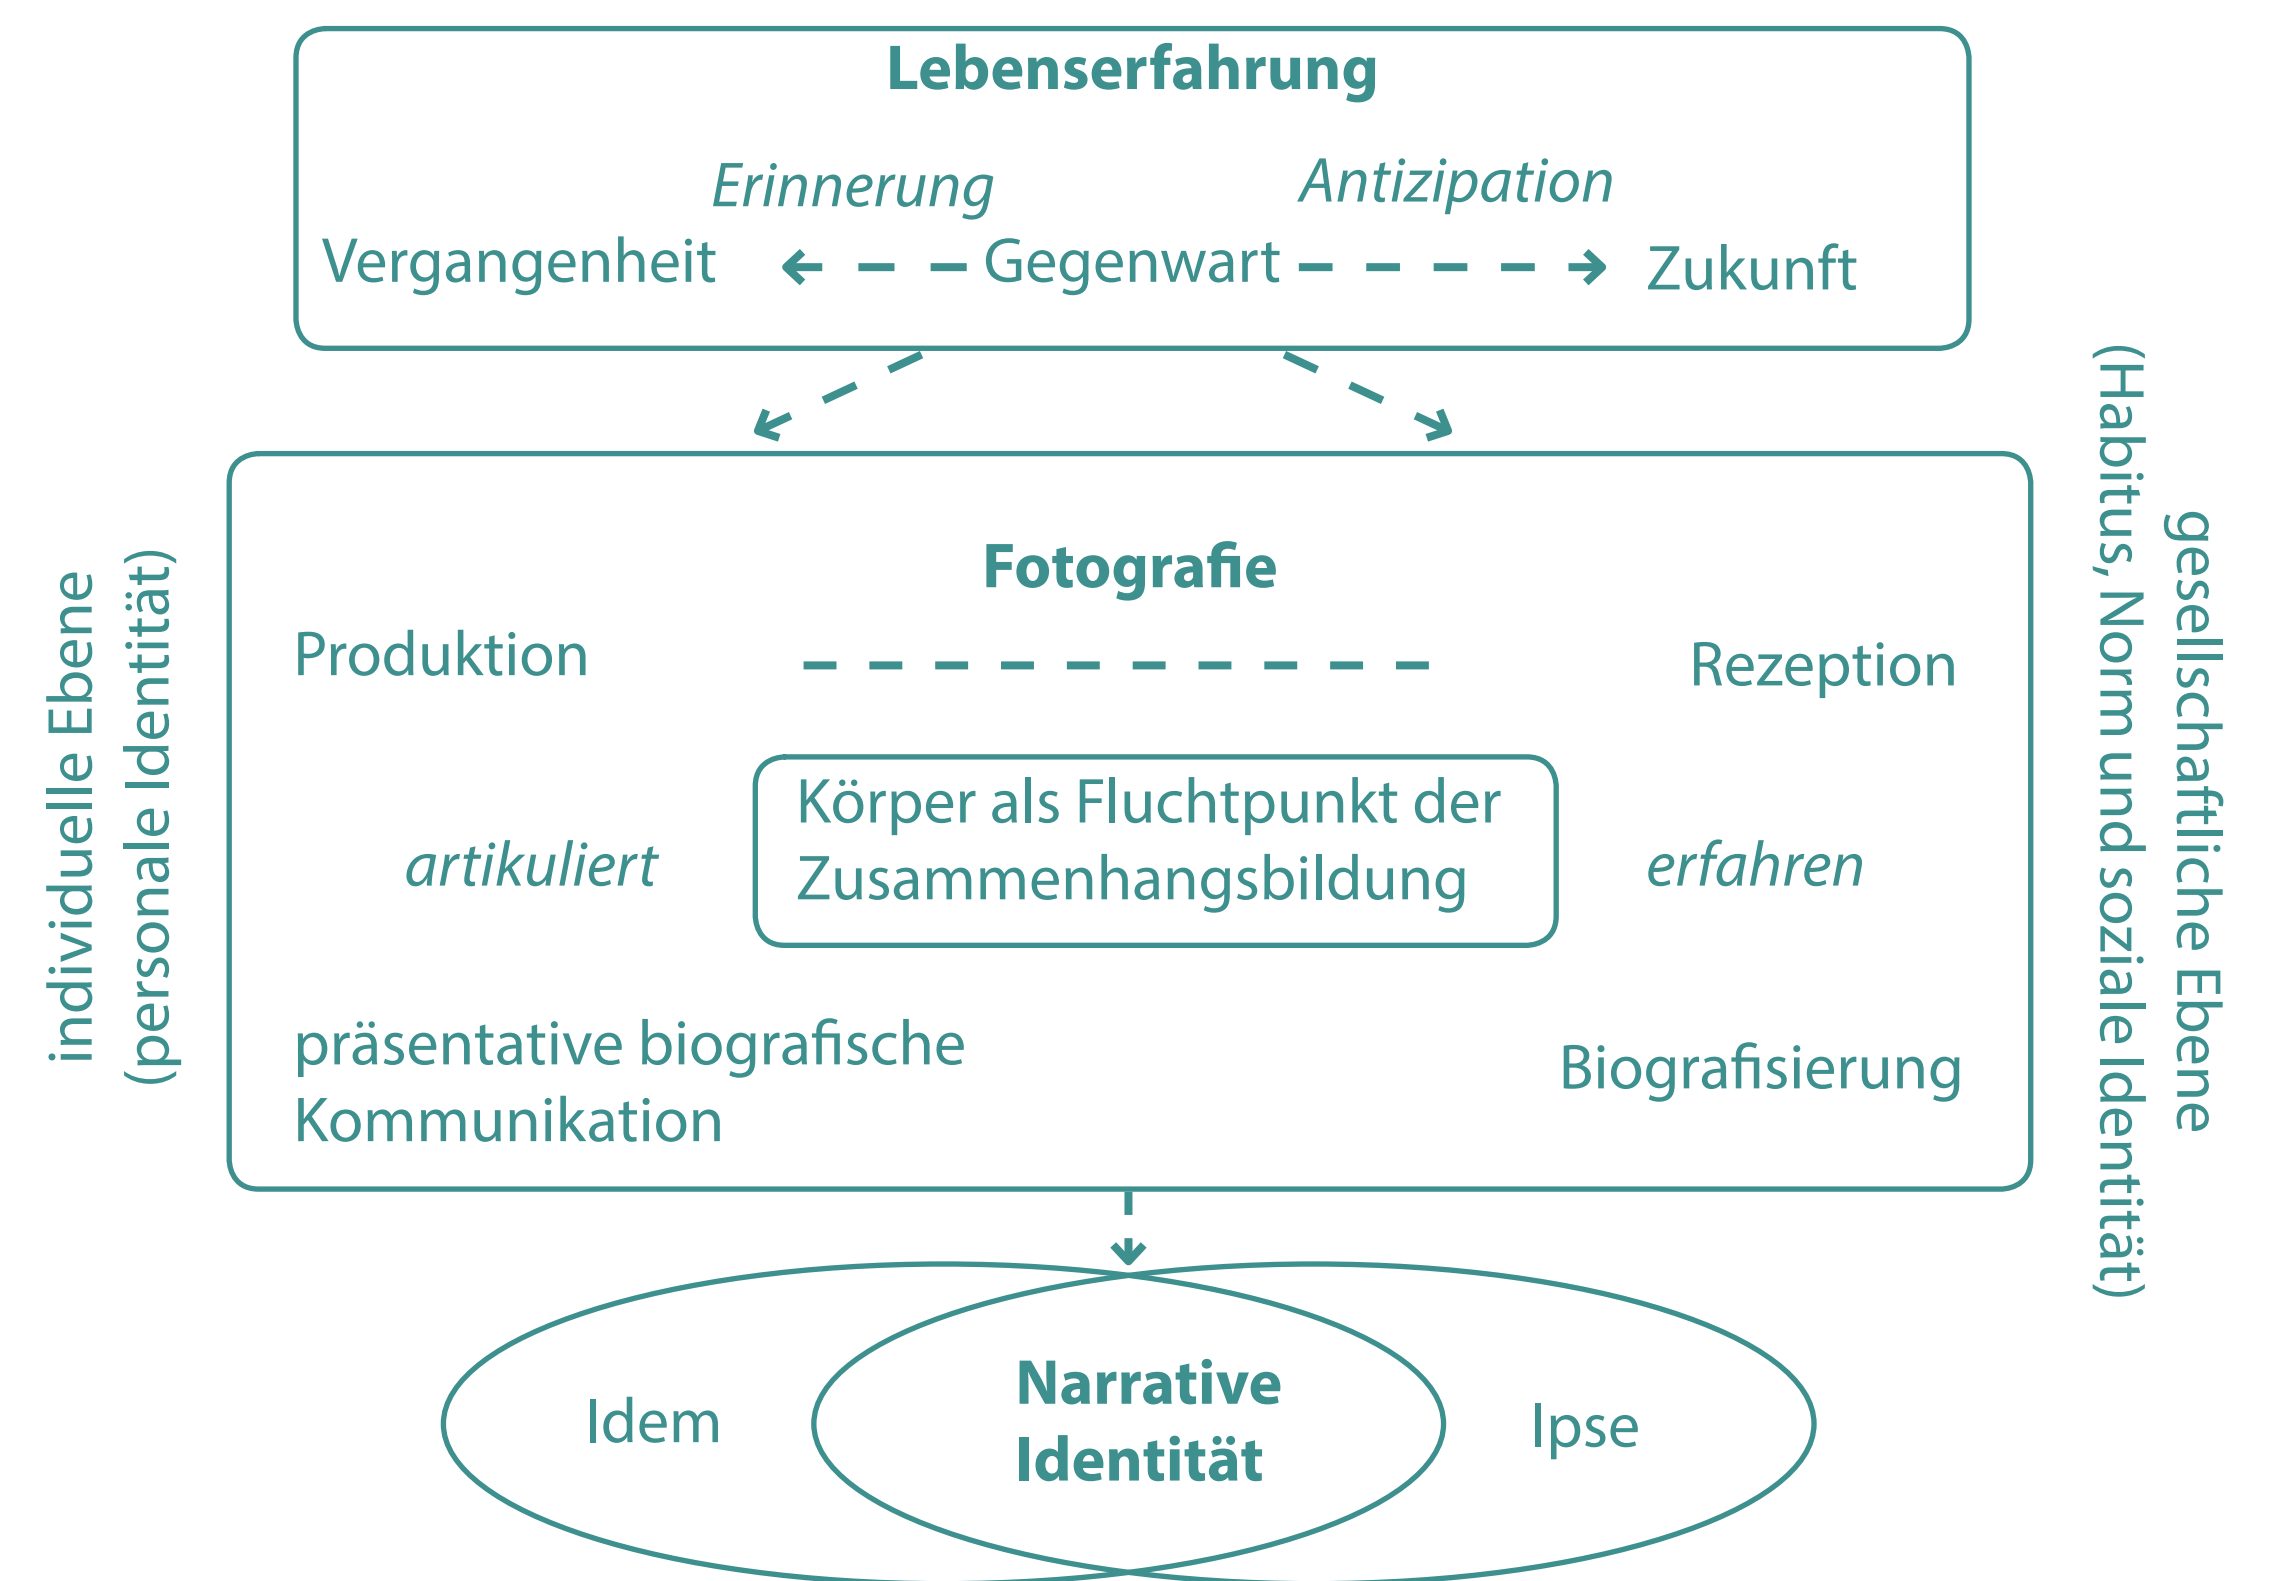 Lebenserfahrung
Erinnerung
Antizipation
Vergangenheit
Gegenwart
Zukunft
individuelle Ebene
(personale Identität)
Fotografie
Produktion
Rezeption
artikuliert
Körper als Fluchtpunkt der
Zusammenhangsbildung
erfahren
präsentative biografische
Kommunikation
Biografisierung
gesellschaftliche Ebene
(Habitus, Norm und soziale Identität)
Idem
Narrative
Identität
Ipse